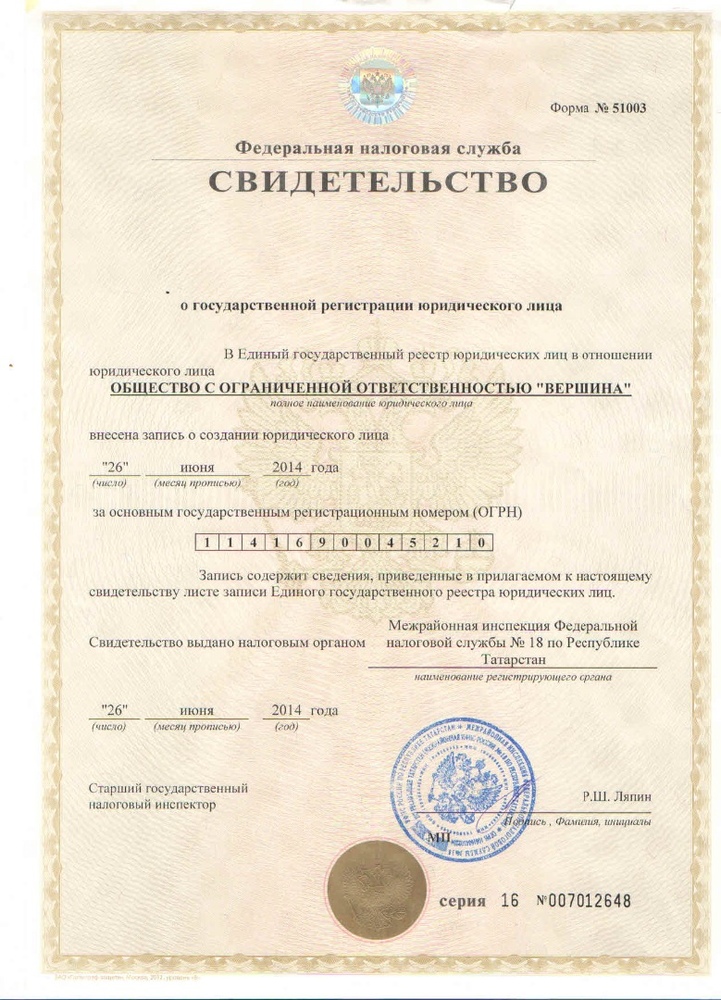 Форма № 51003
Федеральная налоговая служба
СВИДЕТЕЛЬСТВО
о государственной регистрации юридического лица
В Единый государственный реестр юридических лиц в отношении
юридического лица
ОБЩЕСТВО С ОГРАНИЧЕННОЙ ОТВЕТСТВЕННОСТЬЮ "ВЕРШИНА"
полное наименование юридического лица
внесена запись о создании юридического лица
"26" июня 2014 года
(число) (месяц прописью) (год)
за основным государственным регистрационным номером (ОГРН)
1 1 4 1 6 9 0 0 4 5 2 1 0
Запись содержит сведения, приведенные в прилагаемом к настоящему
свидетельству листе записи Единого государственного реестра юридических лиц.
Межрайонная инспекция Федеральной
Свидетельство выдано налоговым органом налоговой службы № 18 по Республике
Татарстан
наименование регистрирующего органа
"26" июня 2014 года
(число) (месяц прописью) (год)
Старший государственный
налоговый инспектор
Р.Ш. Ляпин
Подпись , Фамилия, инициалы
МП
серия 16 №007012648